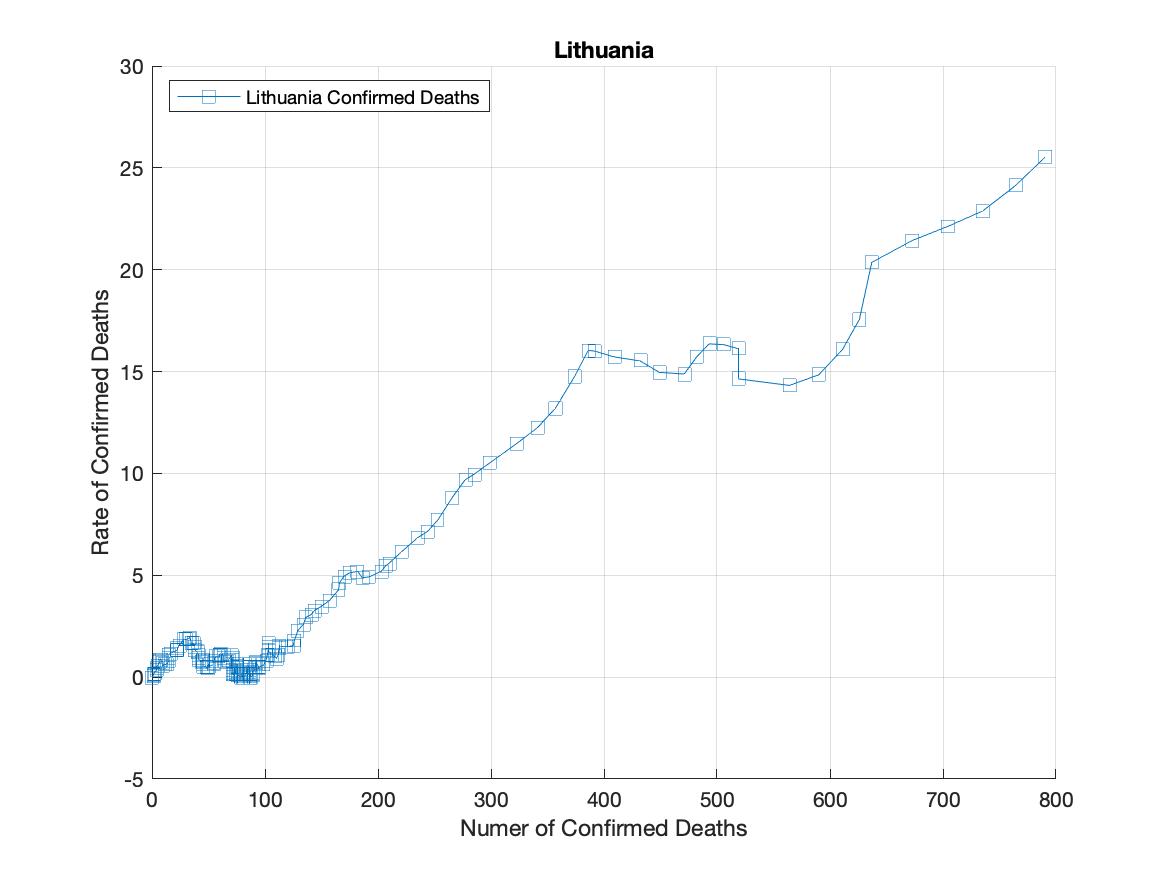 Lithuania
Lithuania Confirmed Deaths
30
25
20
15
10
5
0
-5
Rate of Confirmed Deaths
0 100 200 300 400 500 600 700 800
Numer of Confirmed Deaths